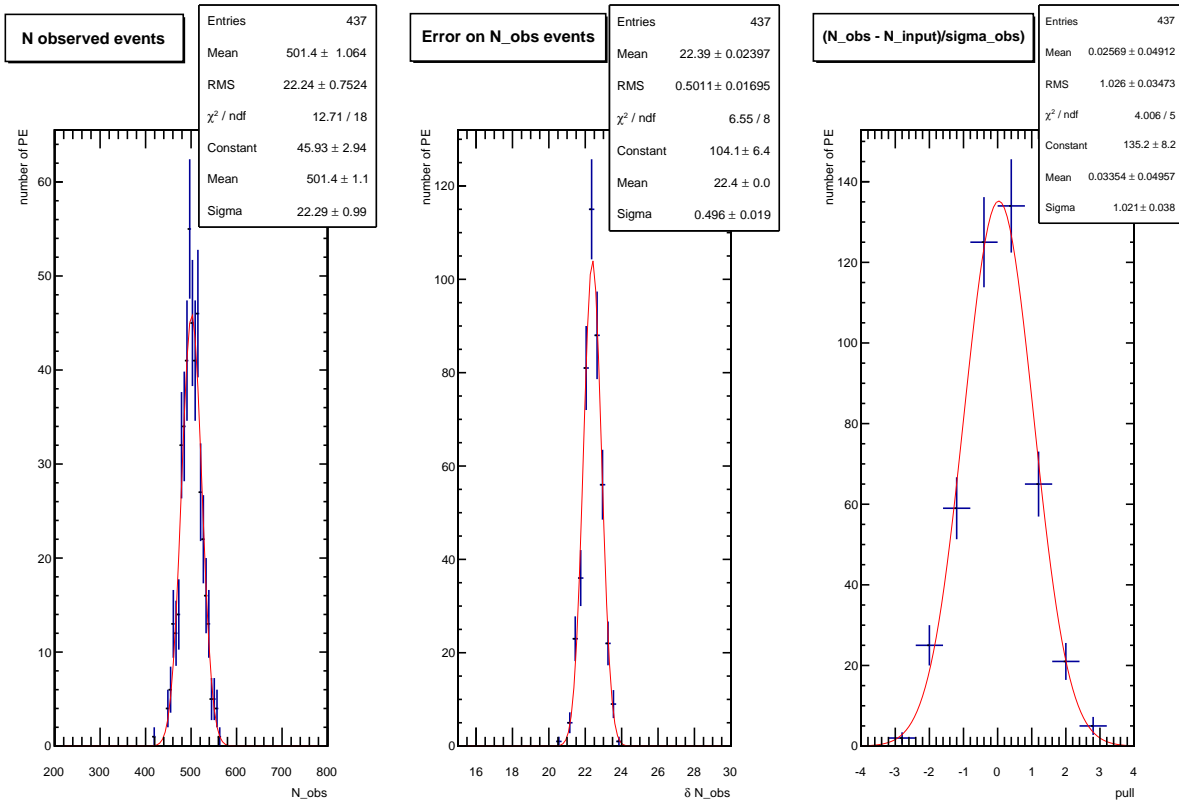 N observed events
Entries 437
Mean 501.4 ± 1.064
RMS 22.24 ± 0.7524
χ² / ndf 12.71 / 18
Constant 45.93 ± 2.94
Mean 501.4 ± 1.1
Sigma 22.29 ± 0.99
number of PE
60
50
40
30
20
10
0
200 300 400 500 600 700 800
N_obs
Error on N_obs events
Entries 437
Mean 22.39 ± 0.02397
RMS 0.5011 ± 0.01695
χ² / ndf 6.55 / 8
Constant 104.1 ± 6.4
Mean 22.4 ± 0.0
Sigma 0.496 ± 0.019
number of PE
120
100
80
60
40
20
0
16 18 20 22 24 26 28 30
δ N_obs
(N_obs - N_input)/sigma_obs)
Entries 437
Mean 0.02569 ± 0.04912
RMS 1.026 ± 0.03473
χ² / ndf 4.006 / 5
Constant 135.2 ± 8.2
Mean 0.03354 ± 0.04957
Sigma 1.021 ± 0.038
number of PE
140
120
100
80
60
40
20
0
-4 -3 -2 -1 0 1 2 3 4
pull